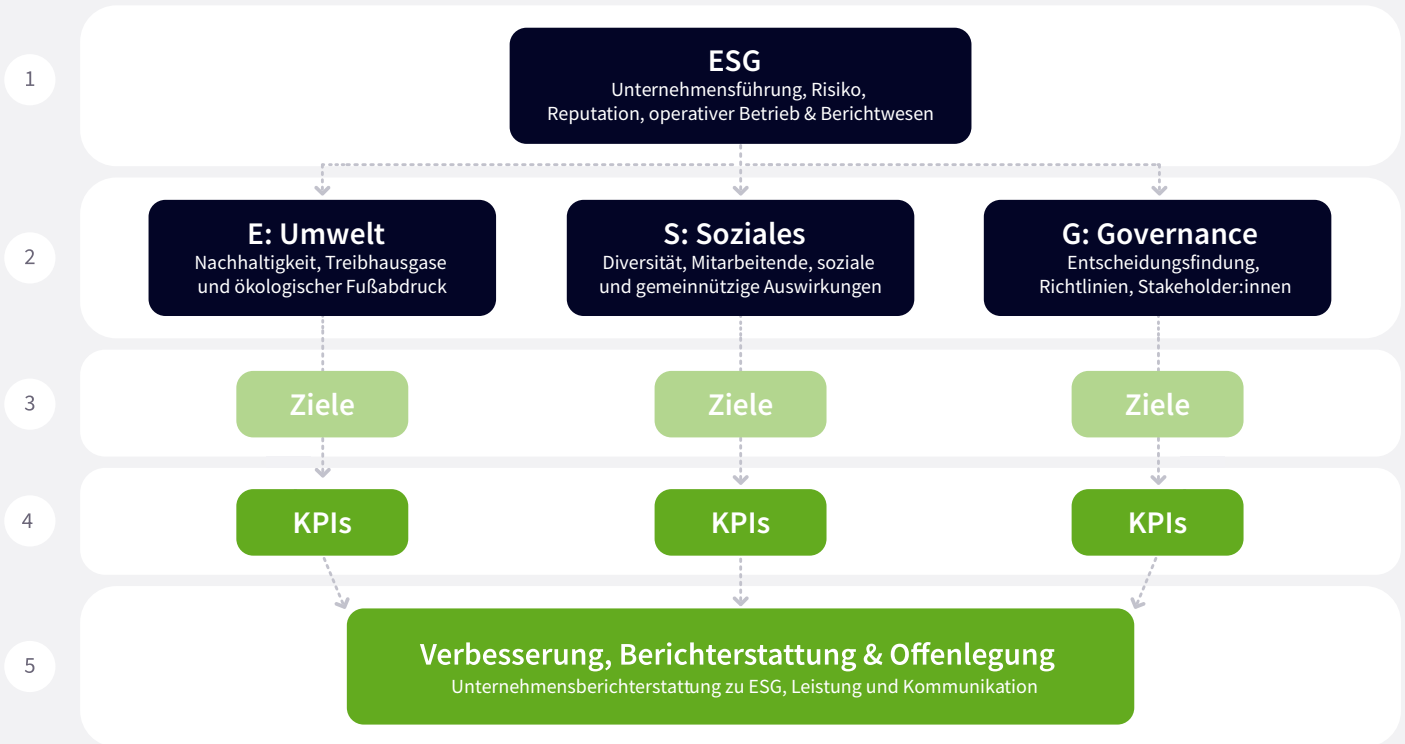 1
ESG
Unternehmensführung, Risiko,
Reputation, operativer Betrieb & Berichtwesen
2
E: Umwelt
Nachhaltigkeit, Treibhausgase
und ökologischer Fußabdruck
S: Soziales
Diversität, Mitarbeitende, soziale
und gemeinnützige Auswirkungen
G: Governance
Entscheidungsfindung,
Richtlinien, Stakeholder:innen
3
Ziele
Ziele
Ziele
4
KPIs
KPIs
KPIs
5
Verbesserung, Berichterstattung & Offenlegung
Unternehmensberichterstattung zu ESG, Leistung und Kommunikation